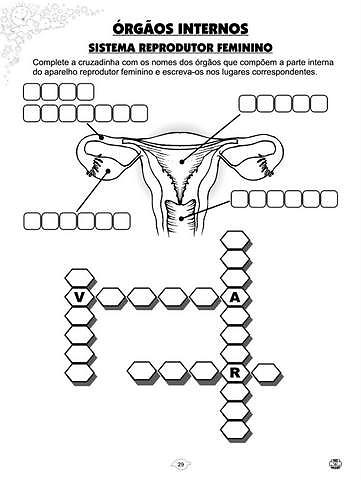 ÓRGÃOS INTERNOS
SISTEMA REPRODUTOR FEMININO
Complete a cruzadinha com os nomes dos órgãos que compõem a parte interna
do aparelho reprodutor feminino e escreva-os nos lugares correspondentes.
V A
R
29